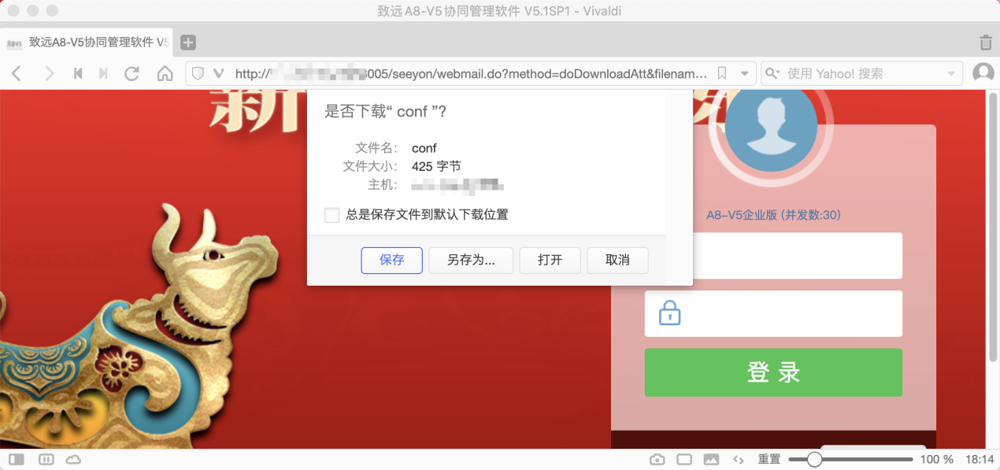 致远A8-V5协同管理软件 V5.1SP1 - Vivaldi
A8V5 致远A8-V5协同管理软件 V5
http://
8005/seeyon/webmail.do?method=doDownloadAtt&filenam...
使用 Yahoo! 搜索
新
是否下载“ conf ”?
文件名: conf
文件大小: 425 字节
主机:
总是保存文件到默认下载位置
保存 另存为... 打开 取消
A8-V5企业版 (并发数:30)
登 录
重置 100 % 18:14